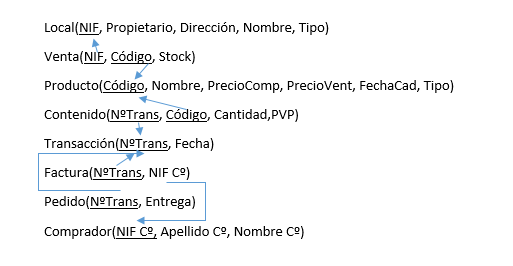 Local(NIF, Propietario, Dirección, Nombre, Tipo)
Venta(NIF, Código, Stock)
Producto(Código, Nombre, PrecioComp, PrecioVent, FechaCad, Tipo)
Contenido(NºTrans, Código, Cantidad,PVP)
Transacción(NºTrans, Fecha)
Factura(NºTrans, NIF Cº)
Pedido(NºTrans, Entrega)
Comprador(NIF Cº, Apellido Cº, Nombre Cº)